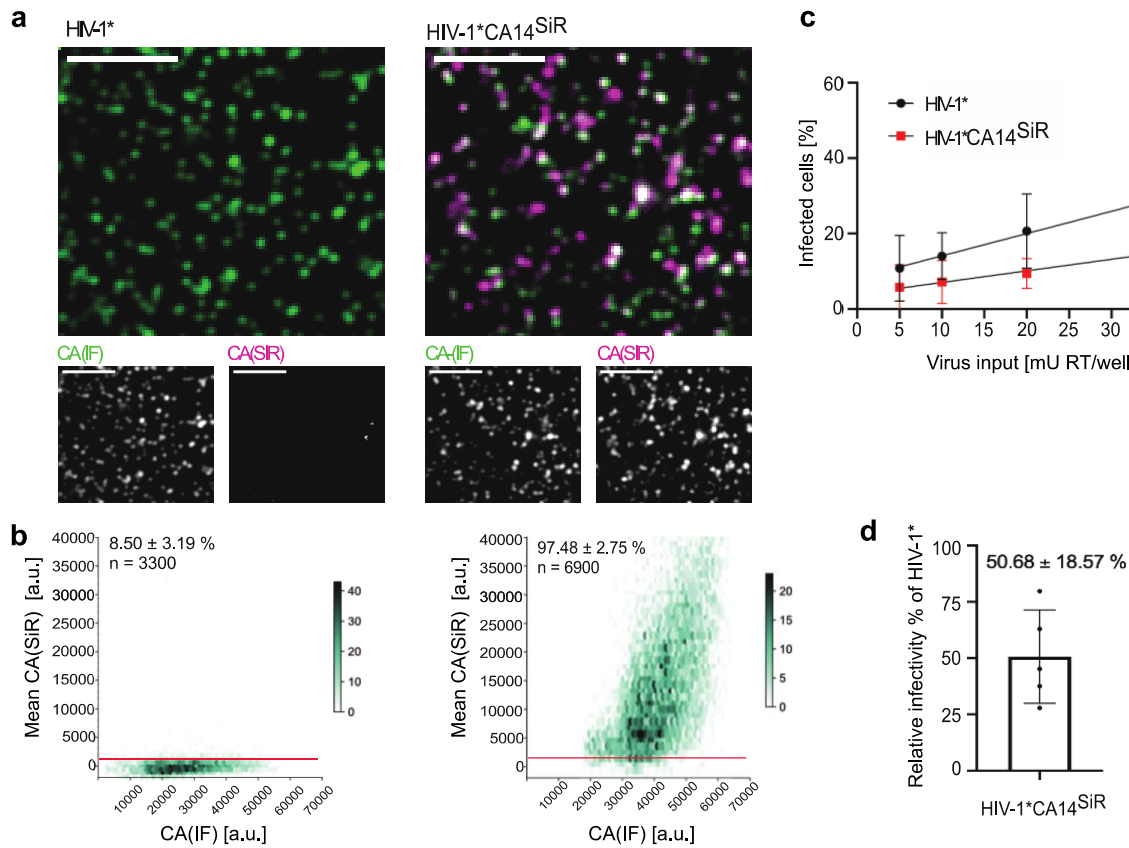 a
HIV-1*
HIV-1*CA14SiR
CA(IF)
CA(SiR)
CA-(IF)
CA(SiR)
b
8.50 ± 3.19 %
n = 3300
Mean CA(SiR) [a.u.]
40000
35000
30000
25000
20000
15000
10000
5000
0
10000
20000
30000
40000
50000
60000
70000
CA(IF) [a.u.]
40
30
20
10
0
97.48 ± 2.75 %
n = 6900
Mean CA(SiR) [a.u.]
40000
35000
30000
25000
20000
15000
10000
5000
0
10000
20000
30000
40000
50000
60000
70000
CA(IF) [a.u.]
20
15
10
5
0
c
Infected cells [%]
60
40
20
0
HIV-1*
HIV-1*CA14SiR
0
5
10
20
30
Virus input [mU RT/well
d
Relative infectivity % of HIV-1*
100
75
50
25
0
50.68 ± 18.57 %
HIV-1*CA14SiR